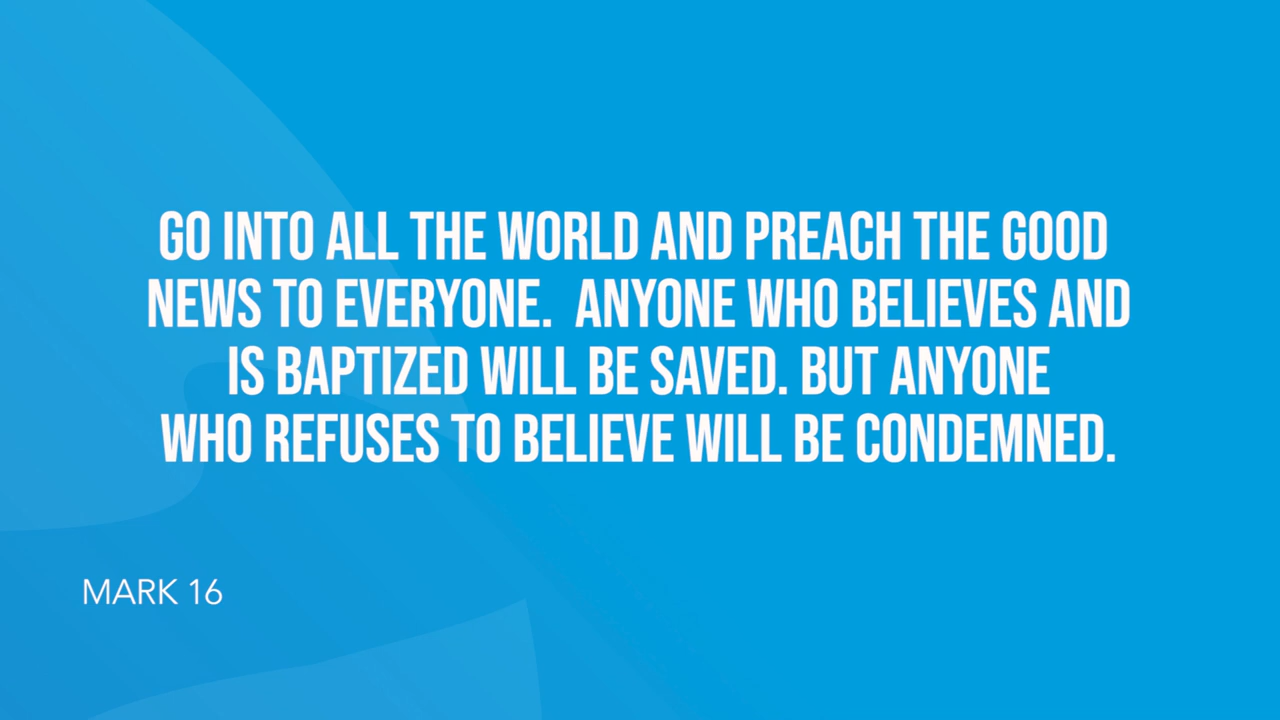 GO INTO ALL THE WORLD AND PREACH THE GOOD
NEWS TO EVERYONE.  ANYONE WHO BELIEVES AND
IS BAPTIZED WILL BE SAVED. BUT ANYONE
WHO REFUSES TO BELIEVE WILL BE CONDEMNED.
MARK 16